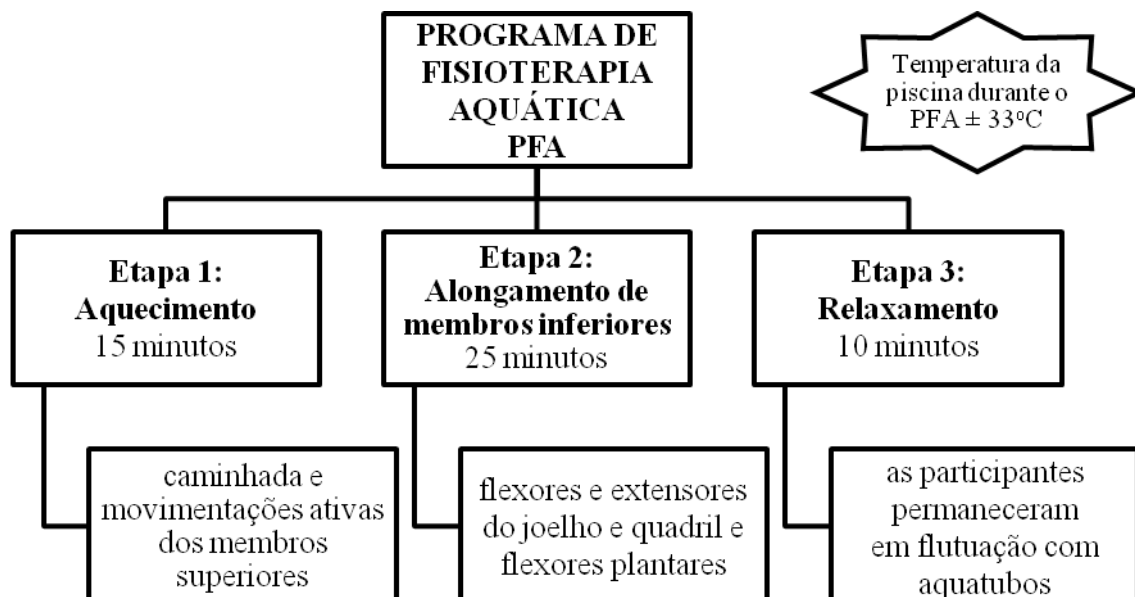 PROGRAMA DE
FISIOTERAPIA
AQUÁTICA
PFA
Temperatura da
piscina durante o
PFA ± 33ºC
Etapa 1:
Aquecimento
15 minutos
Etapa 2:
Alongamento de
membros inferiores
25 minutos
Etapa 3:
Relaxamento
10 minutos
caminhada e
movimentações ativas
dos membros
superiores
flexores e extensores
do joelho e quadril e
flexores plantares
as participantes
permaneceram
em flutuação com
aquatubos